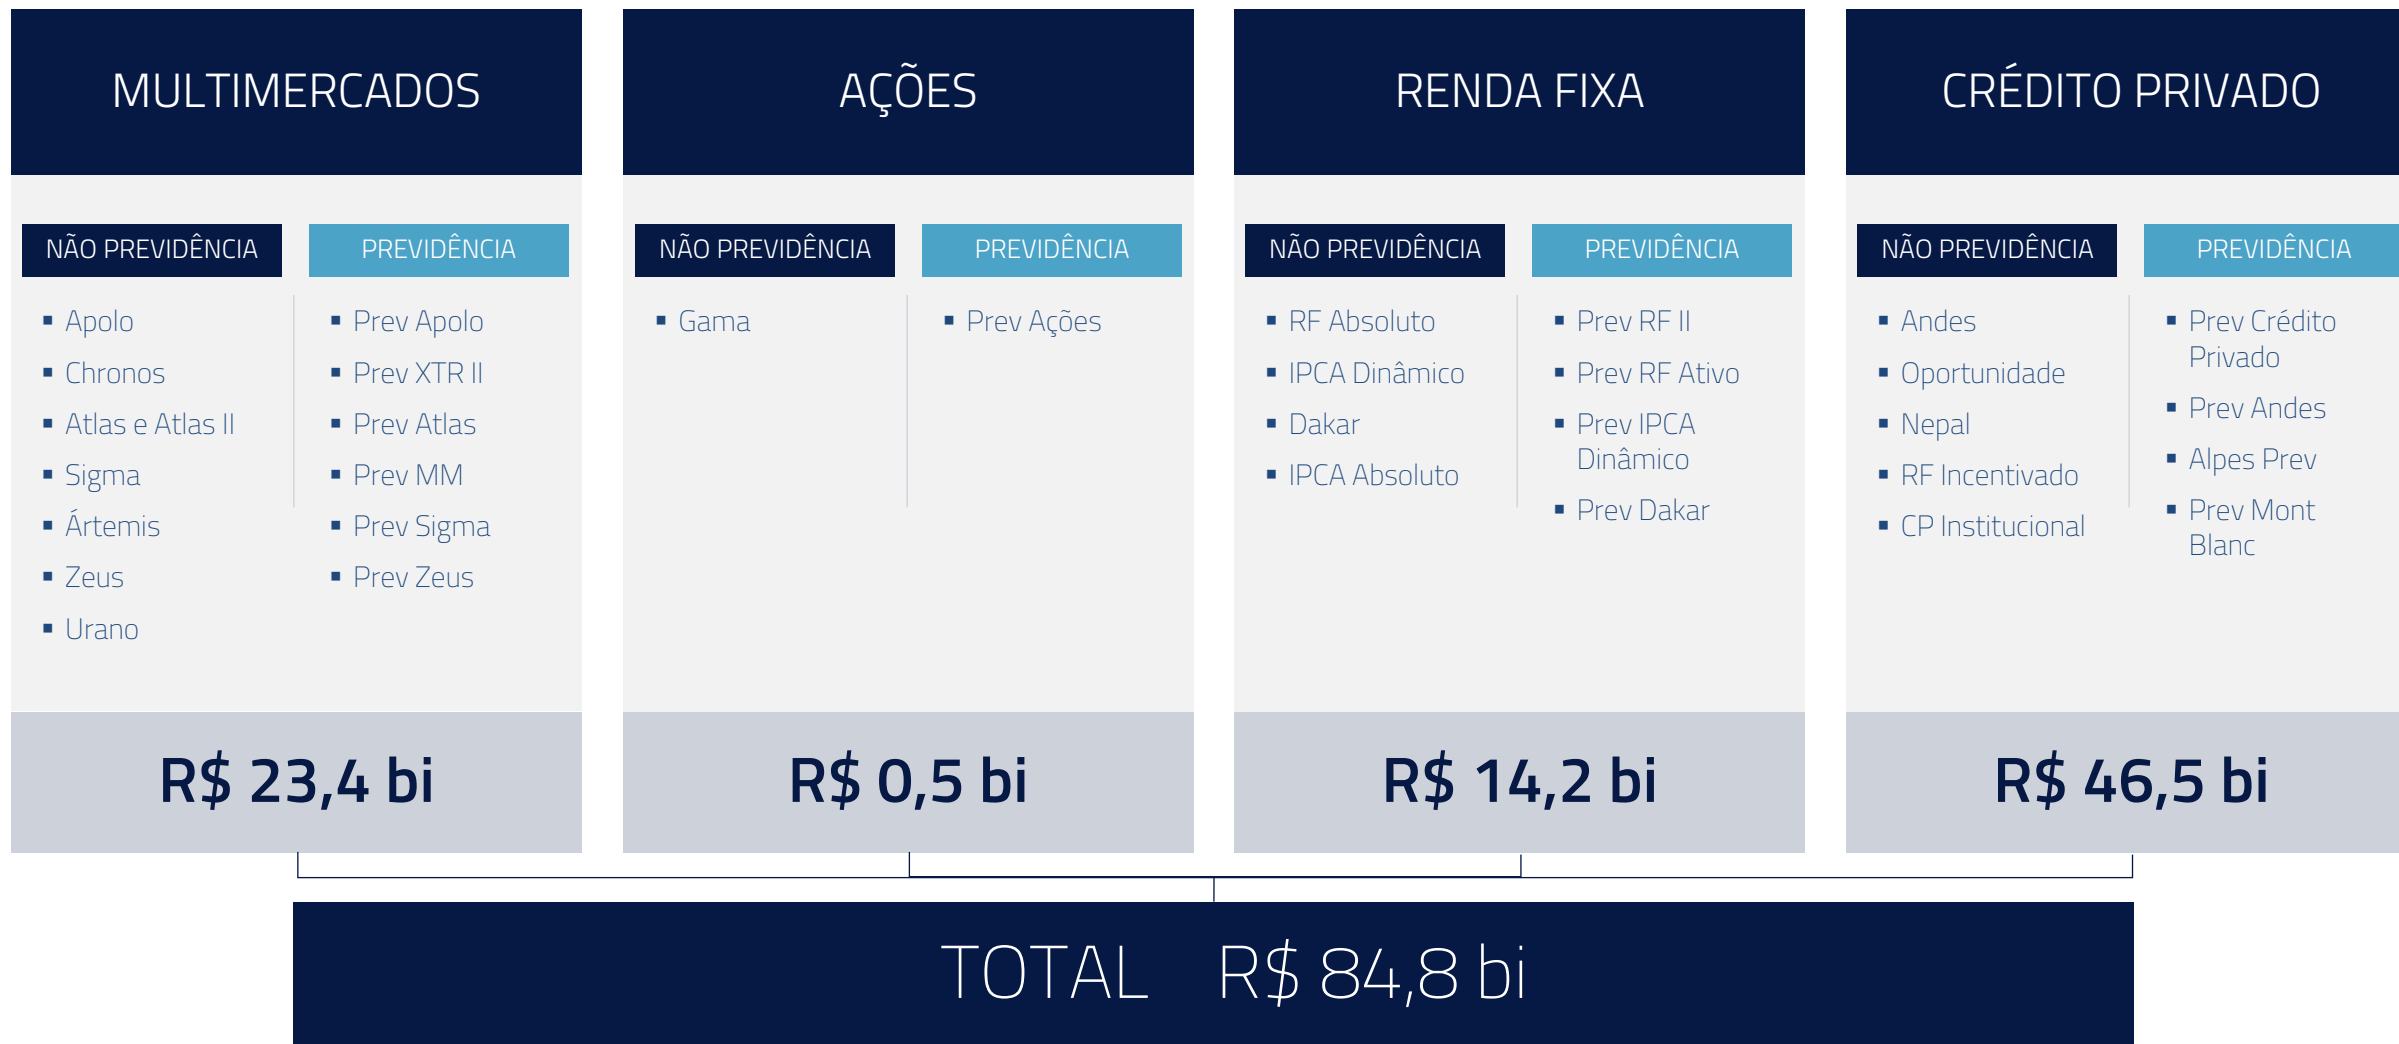 MULTIMERCADOS
NÃO PREVIDÊNCIA
PREVIDÊNCIA
▪ Apolo
▪ Chronos
▪ Atlas e Atlas II
▪ Sigma
▪ Ártemis
▪ Zeus
▪ Urano
▪ Prev Apolo
▪ Prev XTR II
▪ Prev Atlas
▪ Prev MM
▪ Prev Sigma
▪ Prev Zeus
R$ 23,4 bi
AÇÕES
NÃO PREVIDÊNCIA
PREVIDÊNCIA
▪ Gama
▪ Prev Ações
R$ 0,5 bi
RENDA FIXA
NÃO PREVIDÊNCIA
PREVIDÊNCIA
▪ RF Absoluto
▪ IPCA Dinâmico
▪ Dakar
▪ IPCA Absoluto
▪ Prev RF II
▪ Prev RF Ativo
▪ Prev IPCA
Dinâmico
▪ Prev Dakar
R$ 14,2 bi
CRÉDITO PRIVADO
NÃO PREVIDÊNCIA
PREVIDÊNCIA
▪ Andes
▪ Oportunidade
▪ Nepal
▪ RF Incentivado
▪ CP Institucional
▪ Prev Crédito
Privado
▪ Prev Andes
▪ Alpes Prev
▪ Prev Mont
Blanc
R$ 46,5 bi
TOTAL R$ 84,8 bi